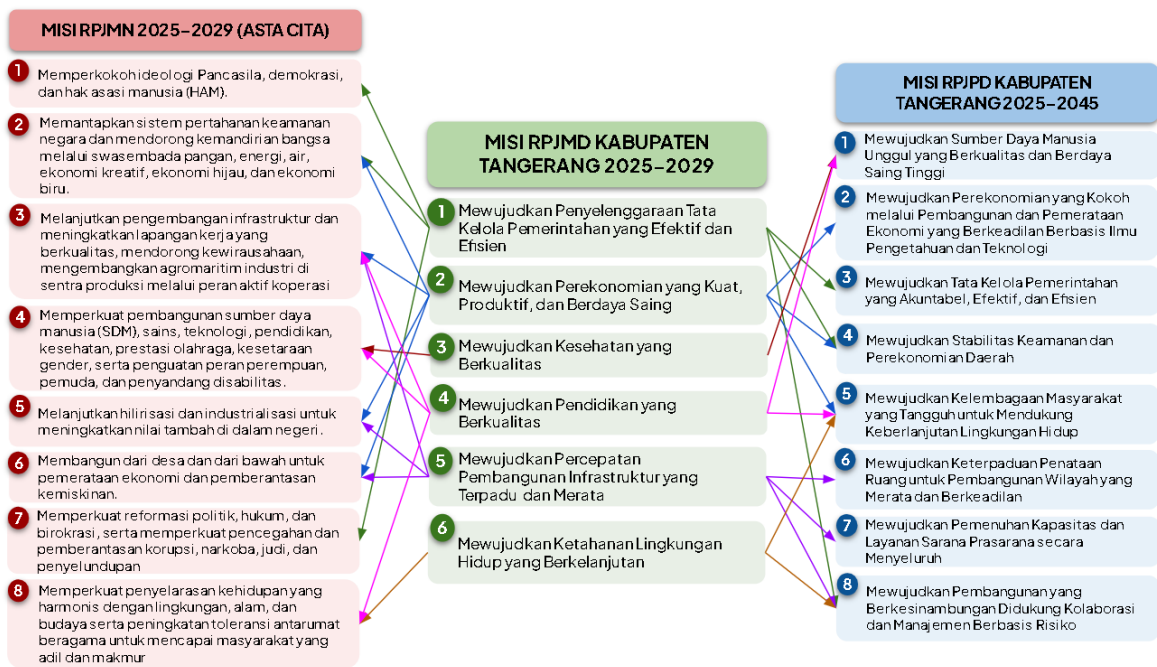 MISI RPJMN 2025–2029 (ASTA CITA)
1
Memperkokoh ideologi Pancasila, demokrasi,
dan hak asasi manusia (HAM).
2
Memantapkan sistem pertahanan keamanan
negara dan mendorong kemandirian bangsa
melalui swasembada pangan, energi, air,
ekonomi kreatif, ekonomi hijau, dan ekonomi
biru.
3
Melanjutkan pengembangan infrastruktur dan
meningkatkan lapangan kerja yang
berkualitas, mendorong kewirausahaan,
mengembangkan agromaritim industri di
sentra produksi melalui peran aktif koperasi
4
Memperkuat pembangunan sumber daya
manusia (SDM), sains, teknologi, pendidikan,
kesehatan, prestasi olahraga, kesetaraan
gender, serta penguatan peran perempuan,
pemuda, dan penyandang disabilitas.
5
Melanjutkan hilirisasi dan industrialisasi untuk
meningkatkan nilai tambah di dalam negeri.
6
Membangun dari desa dan dari bawah untuk
pemerataan ekonomi dan pemberantasan
kemiskinan.
7
Memperkuat reformasi politik, hukum, dan
birokrasi, serta memperkuat pencegahan dan
pemberantasan korupsi, narkoba, judi, dan
penyelundupan
8
Memperkuat penyelarasan kehidupan yang
harmonis dengan lingkungan, alam, dan
budaya serta peningkatan toleransi antarumat
beragama untuk mencapai masyarakat yang
adil dan makmur
MISI RPJMD KABUPATEN
TANGERANG 2025–2029
1
Mewujudkan Penyelenggaraan Tata
Kelola Pemerintahan yang Efektif dan
Efisien
2
Mewujudkan Perekonomian yang Kuat,
Produktif, dan Berdaya Saing
3
Mewujudkan Kesehatan yang
Berkualitas
4
Mewujudkan Pendidikan yang
Berkualitas
5
Mewujudkan Percepatan
Pembangunan Infrastruktur yang
Terpadu dan Merata
6
Mewujudkan Ketahanan Lingkungan
Hidup yang Berkelanjutan
MISI RPJPD KABUPATEN
TANGERANG 2025–2045
1
Mewujudkan Sumber Daya Manusia
Unggul yang Berkualitas dan Berdaya
Saing Tinggi
2
Mewujudkan Perekonomian yang Kokoh
melalui Pembangunan dan Pemerataan
Ekonomi yang Berkeadilan Berbasis Ilmu
Pengetahuan dan Teknologi
3
Mewujudkan Tata Kelola Pemerintahan
yang Akuntabel, Efektif, dan Efisien
4
Mewujudkan Stabilitas Keamanan dan
Perekonomian Daerah
5
Mewujudkan Kelembagaan Masyarakat
yang Tangguh untuk Mendukung
Keberlanjutan Lingkungan Hidup
6
Mewujudkan Keterpaduan Penataan
Ruang untuk Pembangunan Wilayah yang
Merata dan Berkeadilan
7
Mewujudkan Pemenuhan Kapasitas dan
Layanan Sarana Prasarana secara
Menyeluruh
8
Mewujudkan Pembangunan yang
Berkesinambungan Didukung Kolaborasi
dan Manajemen Berbasis Risiko